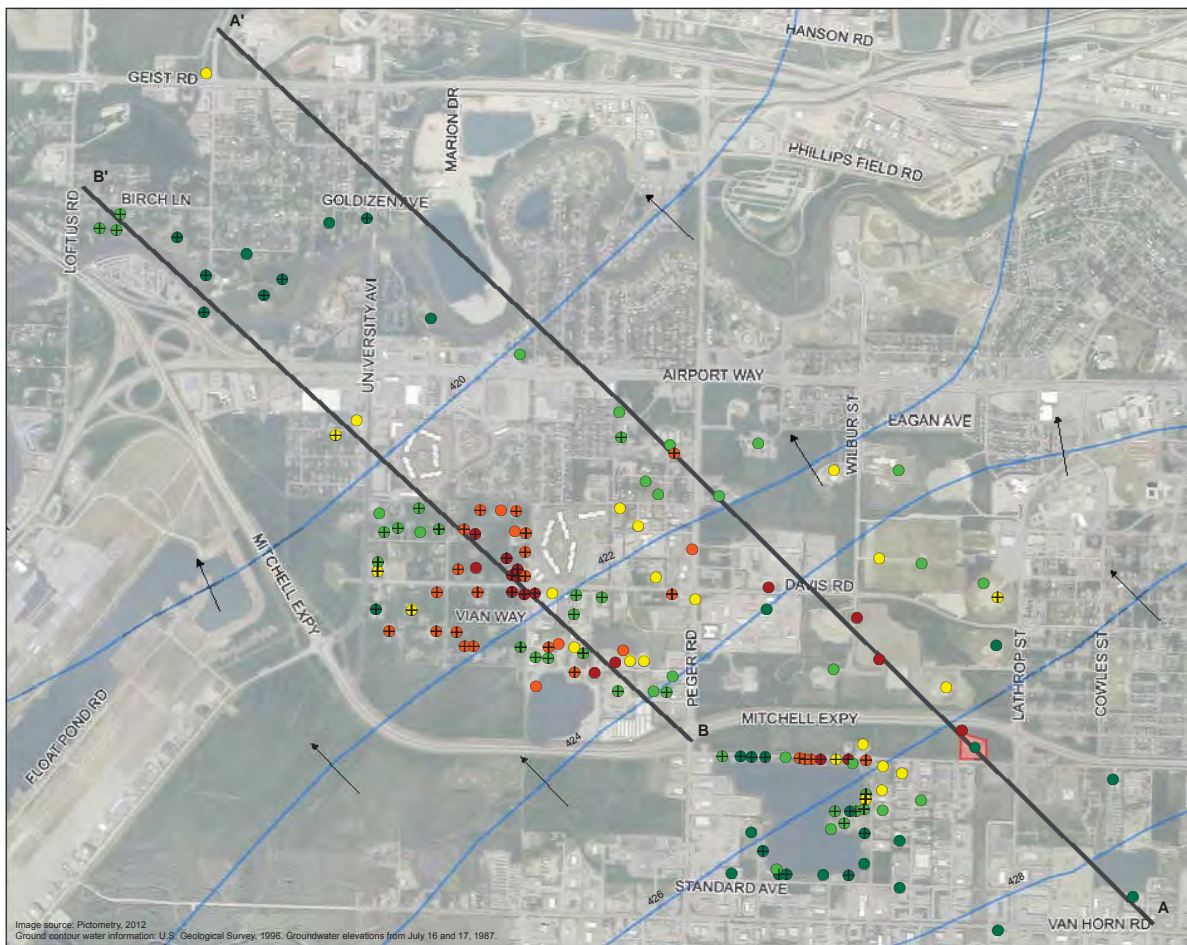 A'
HANSON RD
GEIST RD
MARION DR
PHILLIPS FIELD RD
B'
BIRCH LN
GOLDIZEN AVE
LOFTUS RD
UNIVERSITY AVI
420
AIRPORT WAY
WILBUR ST
EAGAN AVE
422
DAVIS RD
VIAN WAY
MITCHELL EXPY
PEGER RD
LATHROP ST
COWLES ST
FLOAT POND RD
424
B
MITCHELL EXPY
426
STANDARD AVE
428
A
VAN HORN RD
Image source: Pictometry, 2012
Ground contour water information: U.S. Geological Survey, 1996. Groundwater elevations from July 16 and 17, 1987.